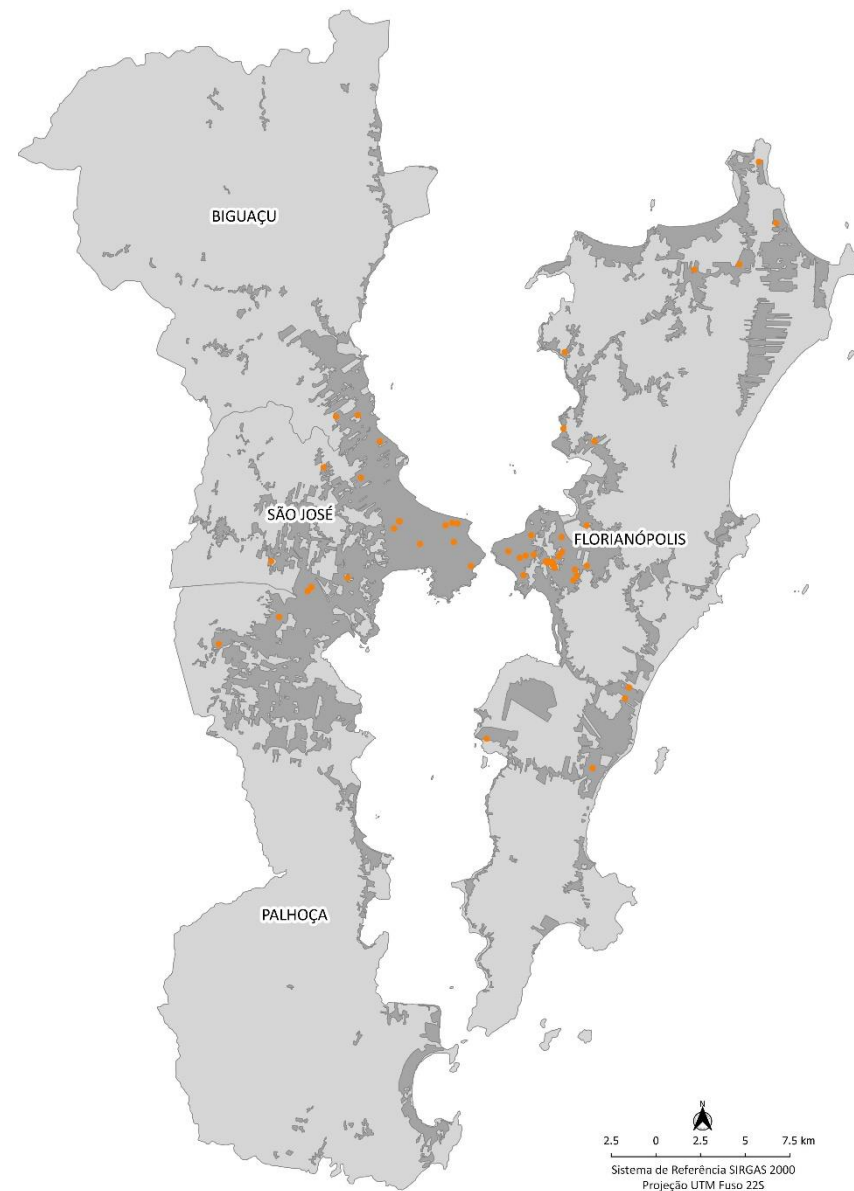 BIGUAÇU
SÃO JOSÉ
FLORIANÓPOLIS
PALHOÇA
N
2.5 0 2.5 5 7.5 km
Sistema de Referência SIRGAS 2000
Projeção UTM Fuso 22S